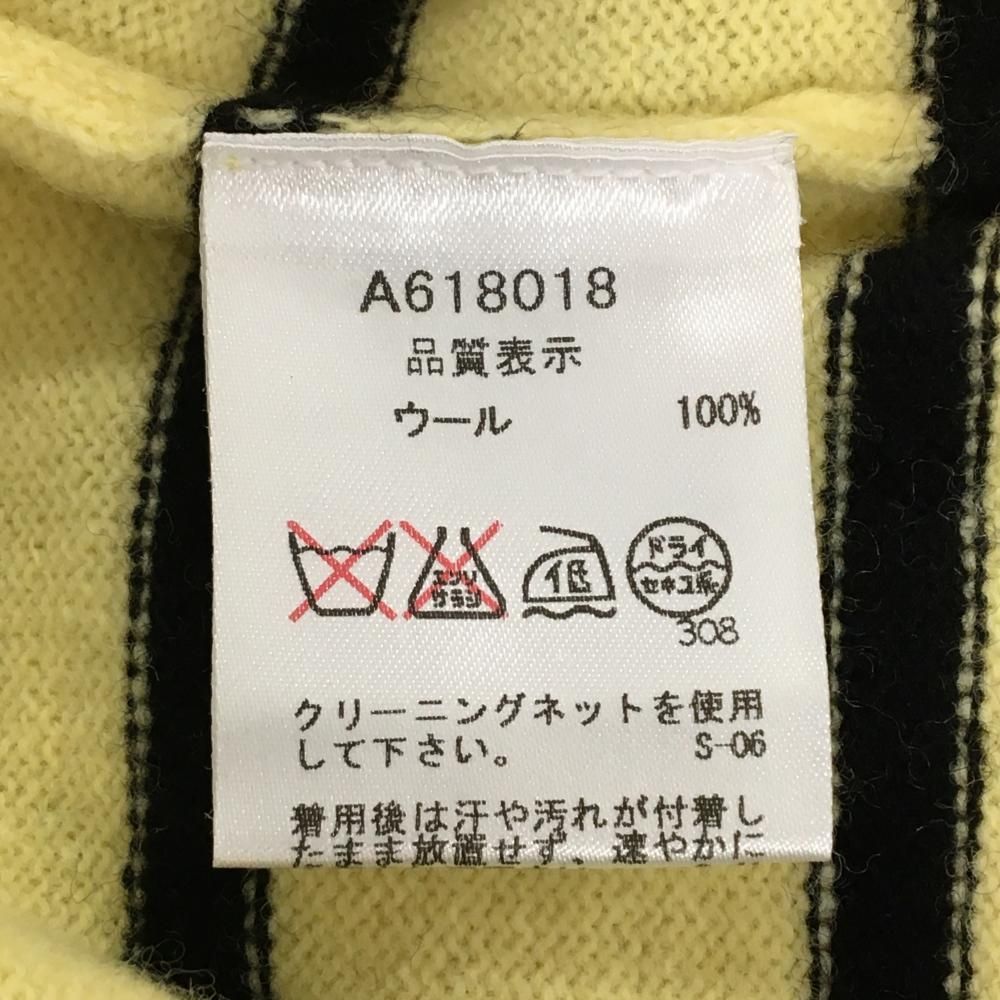 A618018
品質表示
ウール 100%
エンソ
サラシ
低
ドライ
セキユ系
308
クリーニングネットを使用
して下さい。 S-06
着用後は汗や汚れが付着し
たまま放置せず、速やかに